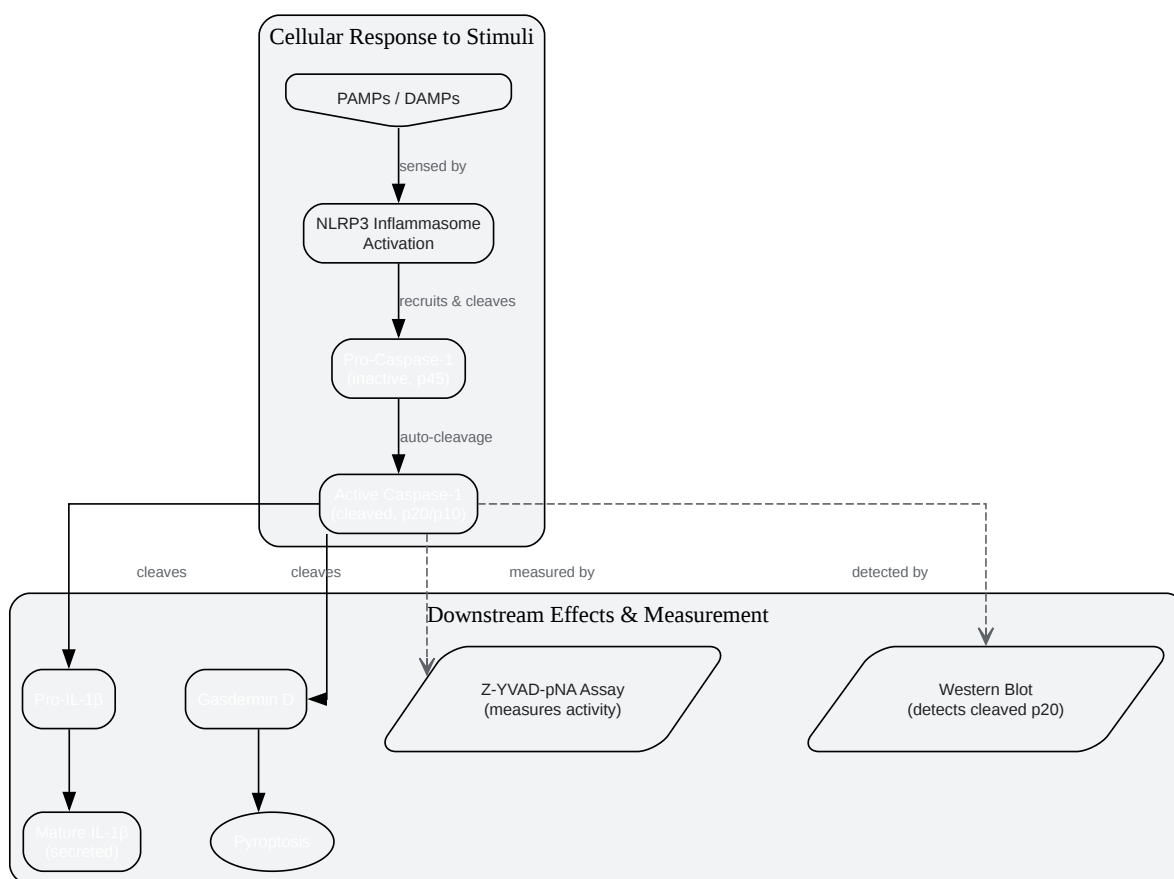 Cellular Response to Stimuli
PAMPs / DAMPs
sensed by
NLRP3 Inflammasome
Activation
recruits & cleaves
Pro-Caspase-1
(inactive, p45)
auto-cleavage
Active Caspase-1
(cleaved, p20/p10)
cleaves
cleaves
measured by
detected by
Downstream Effects & Measurement
Pro-IL-1β
Gasdermin D
Z-YVAD-pNA Assay
(measures activity)
Western Blot
(detects cleaved p20)
Mature IL-1β
(secreted)
Pyroptosis